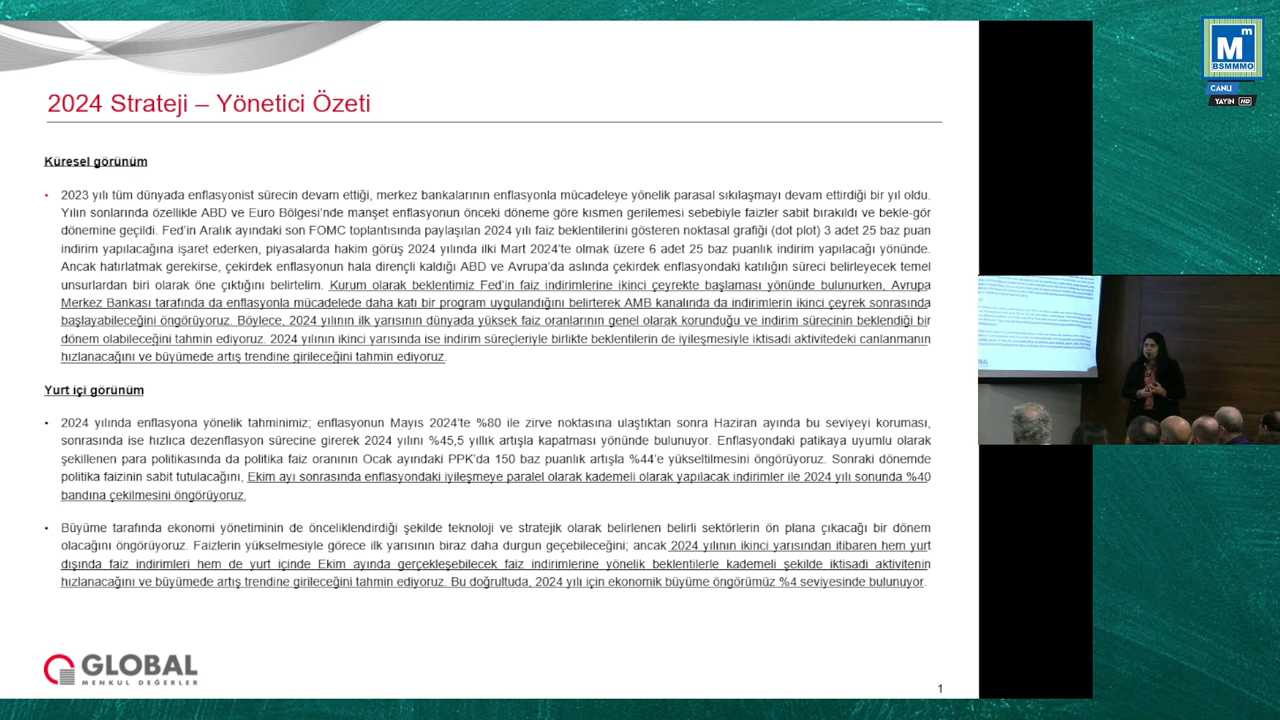 2024 Strateji – Yönetici Özeti
Küresel görünüm
• 2023 yılı tüm dünyada enflasyonist sürecin devam ettiği, merkez bankalarının enflasyonla mücadeleye yönelik parasal sıkılaşmayı devam ettirdiği bir yıl oldu.
Yılın sonlarında özellikle ABD ve Euro Bölgesi'nde manşet enflasyonun önceki döneme göre kısmen gerilemesi sebebiyle faizler sabit bırakıldı ve bekle-gör
dönemine geçildi. Fed'in Aralık ayındaki son FOMC toplantısında paylaşılan 2024 yılı faiz beklentilerini gösteren noktasal grafiği (dot plot) 3 adet 25 baz puan
indirim yapılacağına işaret ederken, piyasalarda hakim görüş 2024 yılında ilki Mart 2024'te olmak üzere 6 adet 25 baz puanlık indirim yapılacağı yönünde.
Ancak hatırlatmak gerekirse, çekirdek enflasyonun hala dirençli kaldığı ABD ve Avrupa'da aslında çekirdek enflasyondaki katılığın süreci belirleyecek temel
unsurlardan biri olarak öne çıktığını belirtelim. Kurum olarak beklentimiz Fed'in faiz indirimlerine ikinci çeyrekte başlaması yönünde bulunurken, Avrupa
Merkez Bankası tarafında da enflasyona yönelik daha katı bir program uygulandığını belirterek AMB tarafında da indirimlerin ikinci çeyrek sonrasında
başlayabileceğini öngörüyoruz. Böylece 2024 yılının ilk yarısının dünyada yüksek faiz oranlarının genel olarak korunduğu ve indirim sürecinin beklendiği bir
dönem olabileceğini tahmin ediyoruz. 2024 yılının ikinci yarısında ise indirim süreçleriyle birlikte beklentilerin de iyileşmesiyle iktisadi aktivitedeki canlanmanın
hızlanacağını ve büyümede artış trendine girileceğini tahmin ediyoruz.
Yurt içi görünüm
• 2024 yılında enflasyona yönelik tahminimiz; enflasyonun Mayıs 2024'te %80 ile zirve noktasına ulaştıktan sonra Haziran ayında bu seviyeyi koruması,
sonrasında ise hızlıca dezenflasyon sürecine girerek 2024 yılını %45,5 yıllık artışla kapatması yönünde bulunuyor. Enflasyondaki patikaya uyumlu olarak
şekillenen para politikasında da politika faiz oranının Ocak ayındaki PPK'da 150 baz puanlık artışla %44'e yükseltilmesini öngörüyoruz. Sonraki dönemde
politika faizinin sabit tutulacağını, Ekim ayı sonrasında enflasyondaki iyileşmeye paralel olarak kademeli olarak yapılacak indirimler ile 2024 yılı sonunda %40
bandına çekilmesini öngörüyoruz.
• Büyüme tarafında ekonomi yönetiminin de önceliklendirdiği şekilde teknoloji ve stratejik olarak belirlenen belirli sektörlerin ön plana çıkacağı bir dönem
olacağını öngörüyoruz. Faizlerin yükselmesiyle görece ilk yarısının biraz daha durgun geçebileceğini; ancak 2024 yılının ikinci yarısından itibaren hem yurt
dışında faiz indirimleri hem de yurt içinde Ekim ayında gerçekleşebilecek faiz indirimlerine yönelik beklentilerle kademeli şekilde iktisadi aktivitenin
hızlanacağını ve büyümede artış trendine girileceğini tahmin ediyoruz. Bu doğrultuda, 2024 yılı için ekonomik büyüme öngörümüz %4 seviyesinde bulunuyor.
GLOBAL
MENKUL DEĞERLER
1
Mm
BSMMMO
CANLI
YAYIN HD